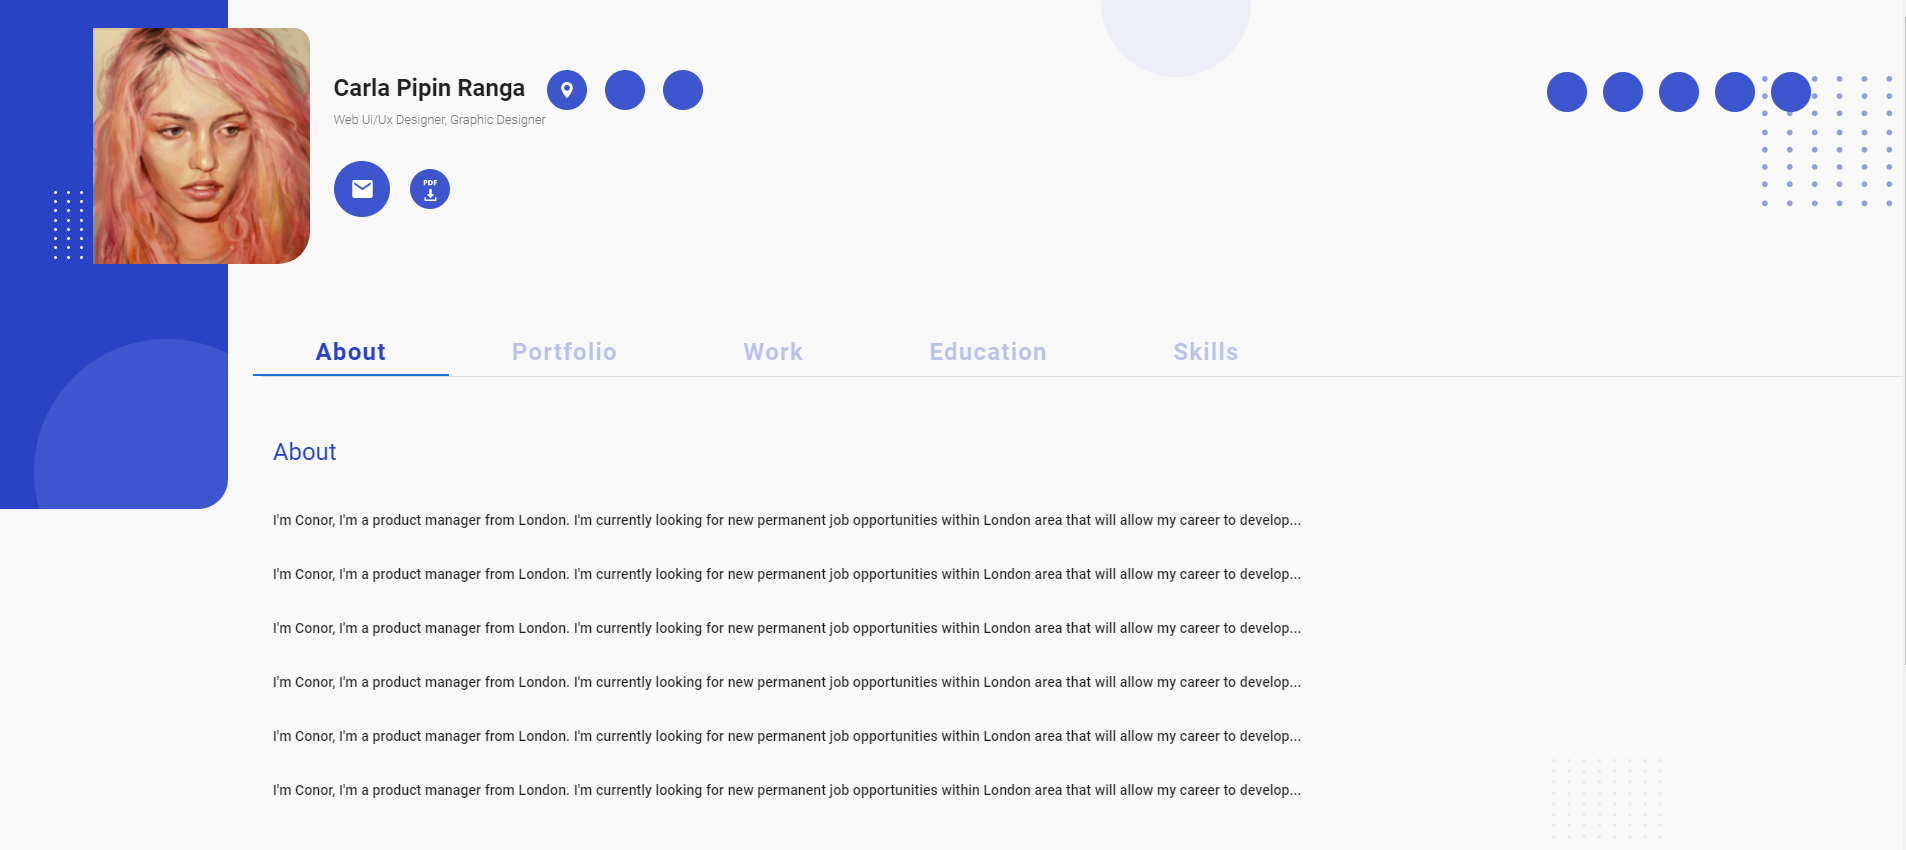 Carla Pipin Ranga
Web Ui/Ux Designer, Graphic Designer
PDF
About Portfolio Work Education Skills
About
I'm Conor, I'm a product manager from London. I'm currently looking for new permanent job opportunities within London area that will allow my career to develop...
I'm Conor, I'm a product manager from London. I'm currently looking for new permanent job opportunities within London area that will allow my career to develop...
I'm Conor, I'm a product manager from London. I'm currently looking for new permanent job opportunities within London area that will allow my career to develop...
I'm Conor, I'm a product manager from London. I'm currently looking for new permanent job opportunities within London area that will allow my career to develop...
I'm Conor, I'm a product manager from London. I'm currently looking for new permanent job opportunities within London area that will allow my career to develop...
I'm Conor, I'm a product manager from London. I'm currently looking for new permanent job opportunities within London area that will allow my career to develop...